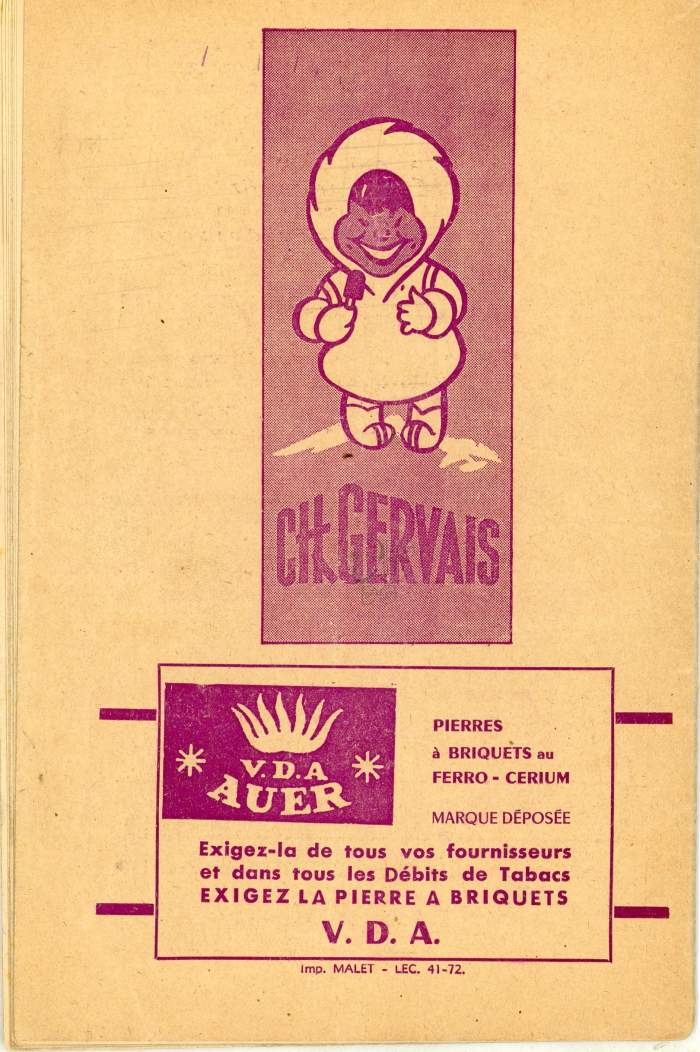 CH. GERVAIS
V.D.A
AUER
PIERRES
à BRIQUETS au
FERRO - CERIUM
MARQUE DÉPOSÉE
Exigez-la de tous vos fournisseurs
et dans tous les Débits de Tabacs
EXIGEZ LA PIERRE A BRIQUETS
V. D. A.
Imp. MALET - LEC. 41-72.